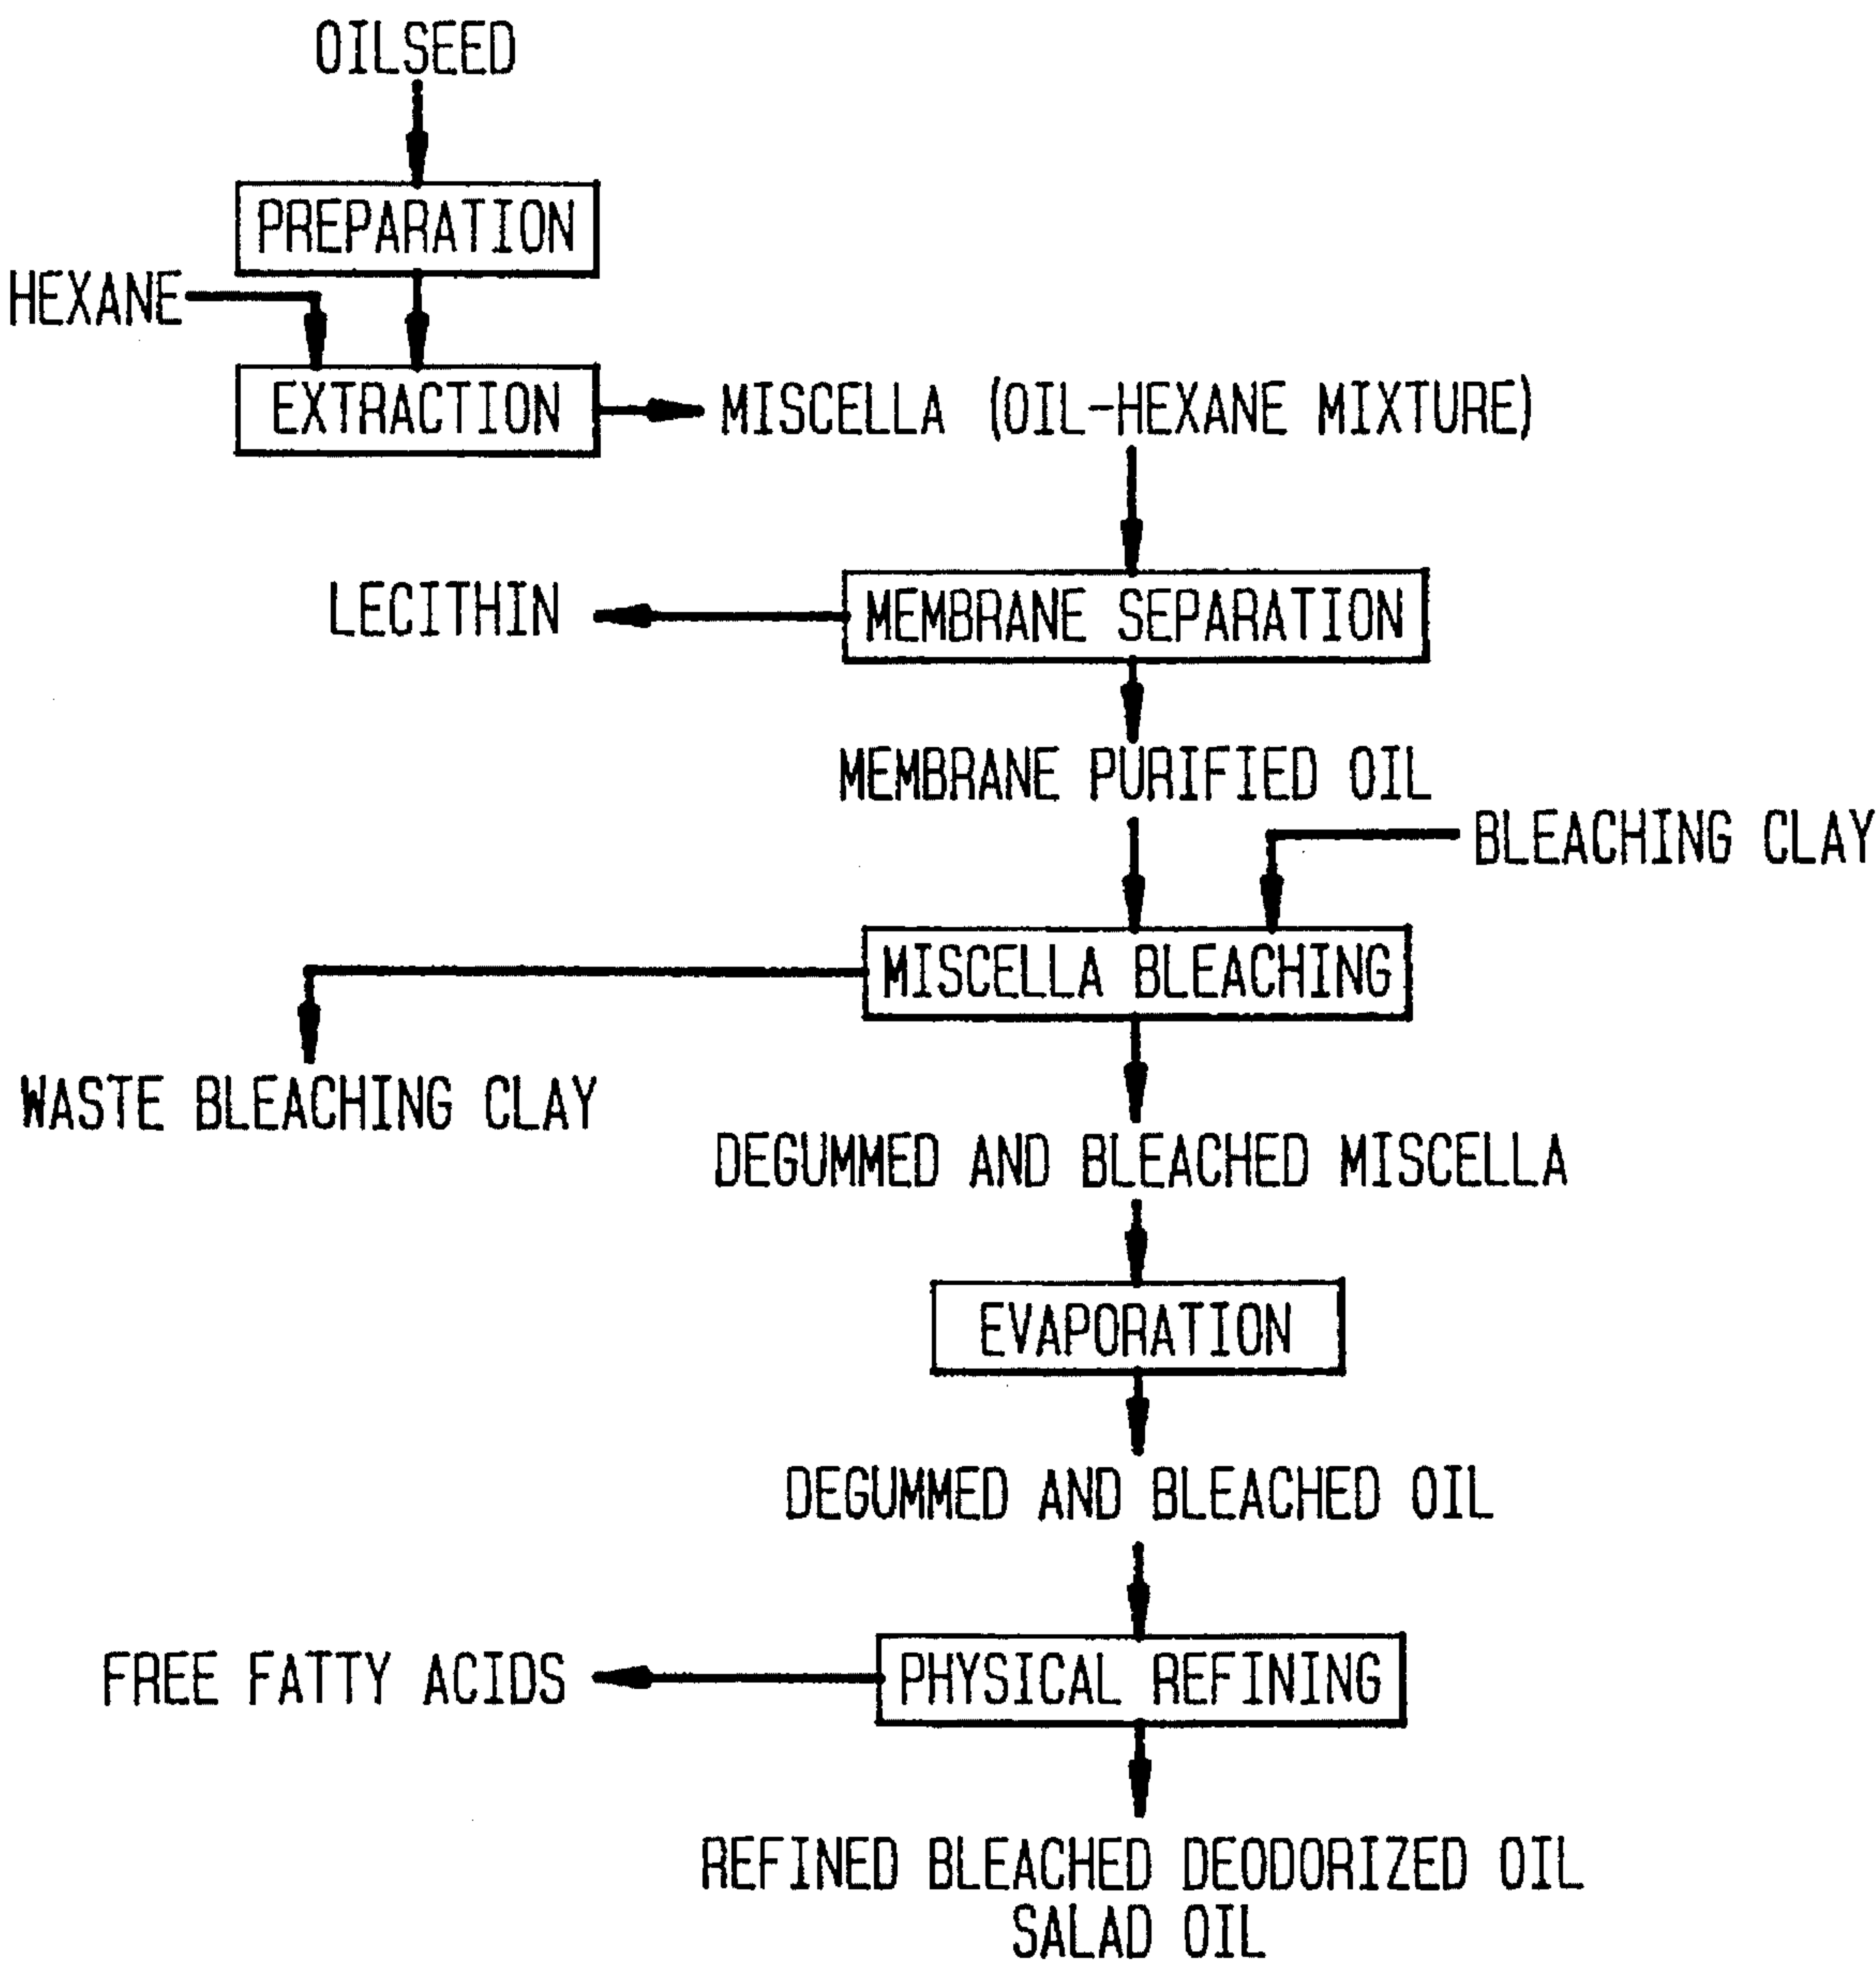 OILSEED
PREPARATION
HEXANE
EXTRACTION
MISCELLA (OIL-HEXANE MIXTURE)
LECITHIN
MEMBRANE SEPARATION
MEMBRANE PURIFIED OIL
BLEACHING CLAY
MISCELLA BLEACHING
WASTE BLEACHING CLAY
DEGUMMED AND BLEACHED MISCELLA
EVAPORATION
DEGUMMED AND BLEACHED OIL
FREE FATTY ACIDS
PHYSICAL REFINING
REFINED BLEACHED DEODORIZED OIL
SALAD OIL